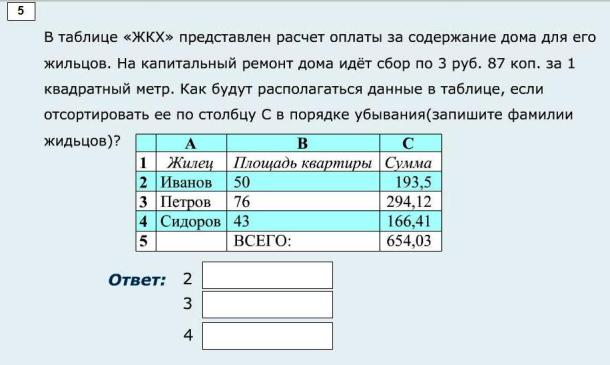 5
В таблице «ЖКХ» представлен расчет оплаты за содержание дома для его
жильцов. На капитальный ремонт дома идёт сбор по 3 руб. 87 коп. за 1
квадратный метр. Как будут располагаться данные в таблице, если
отсортировать ее по столбцу С в порядке убывания(запишите фамилии
жидьцов)?
A B C
1 Жилец Площадь квартиры Сумма
2 Иванов 50 193,5
3 Петров 76 294,12
4 Сидоров 43 166,41
5 ВСЕГО: 654,03
Ответ: 2
3
4